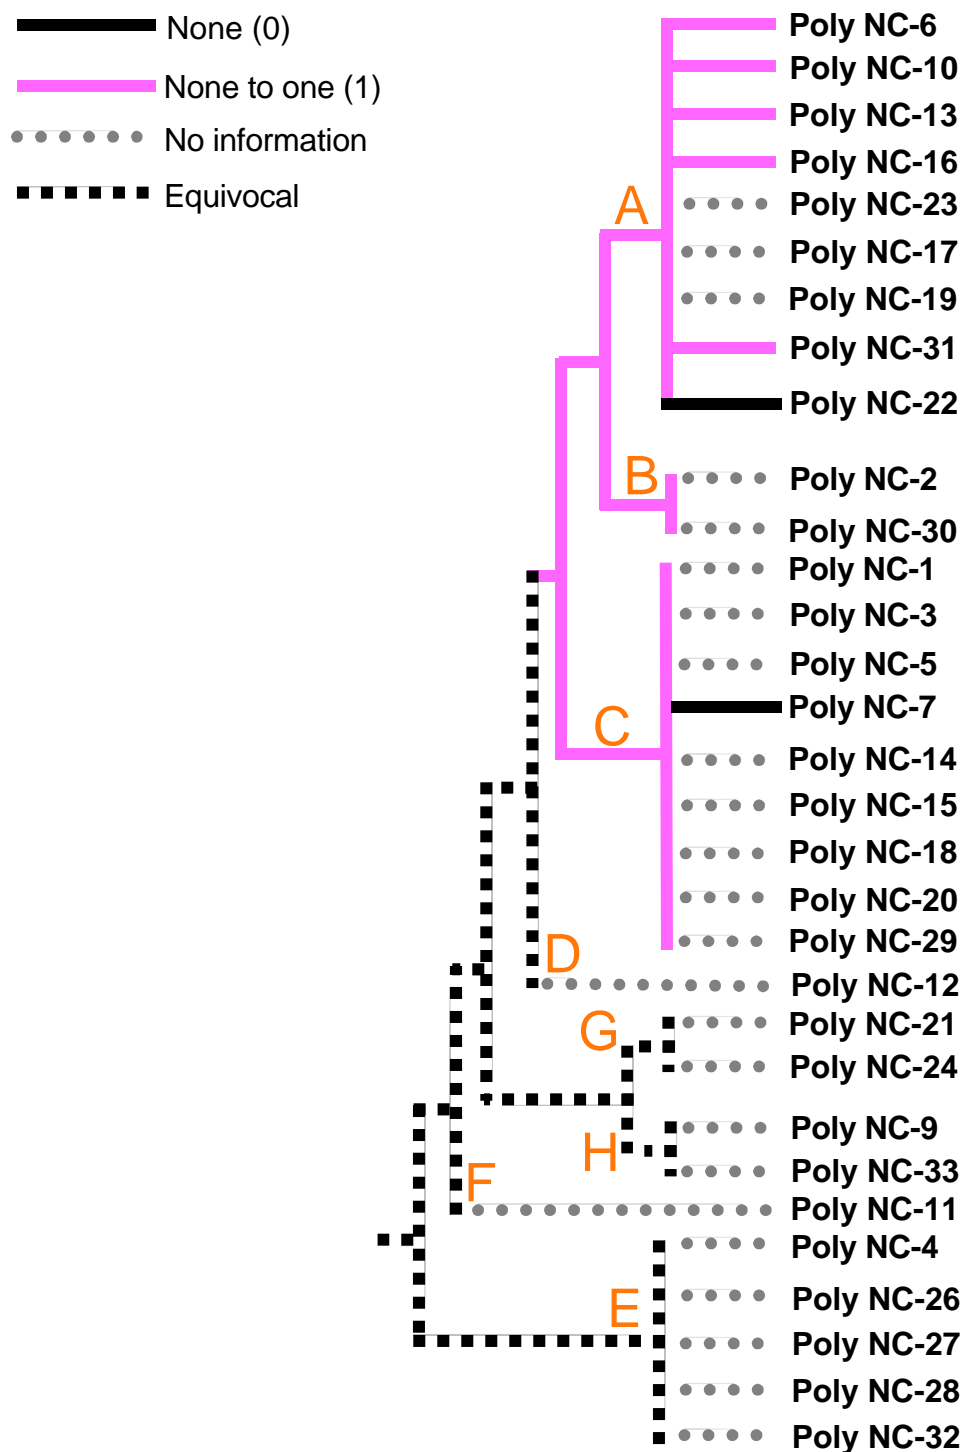 None (0)
None to one (1)
No information
Equivocal
Poly NC-6
Poly NC-10
Poly NC-13
Poly NC-16
A
Poly NC-23
Poly NC-17
Poly NC-19
Poly NC-31
Poly NC-22
B
Poly NC-2
Poly NC-30
Poly NC-1
Poly NC-3
Poly NC-5
Poly NC-7
C
Poly NC-14
Poly NC-15
Poly NC-18
Poly NC-20
Poly NC-29
D
Poly NC-12
G
Poly NC-21
Poly NC-24
Poly NC-9
H
Poly NC-33
F
Poly NC-11
Poly NC-4
E
Poly NC-26
Poly NC-27
Poly NC-28
Poly NC-32